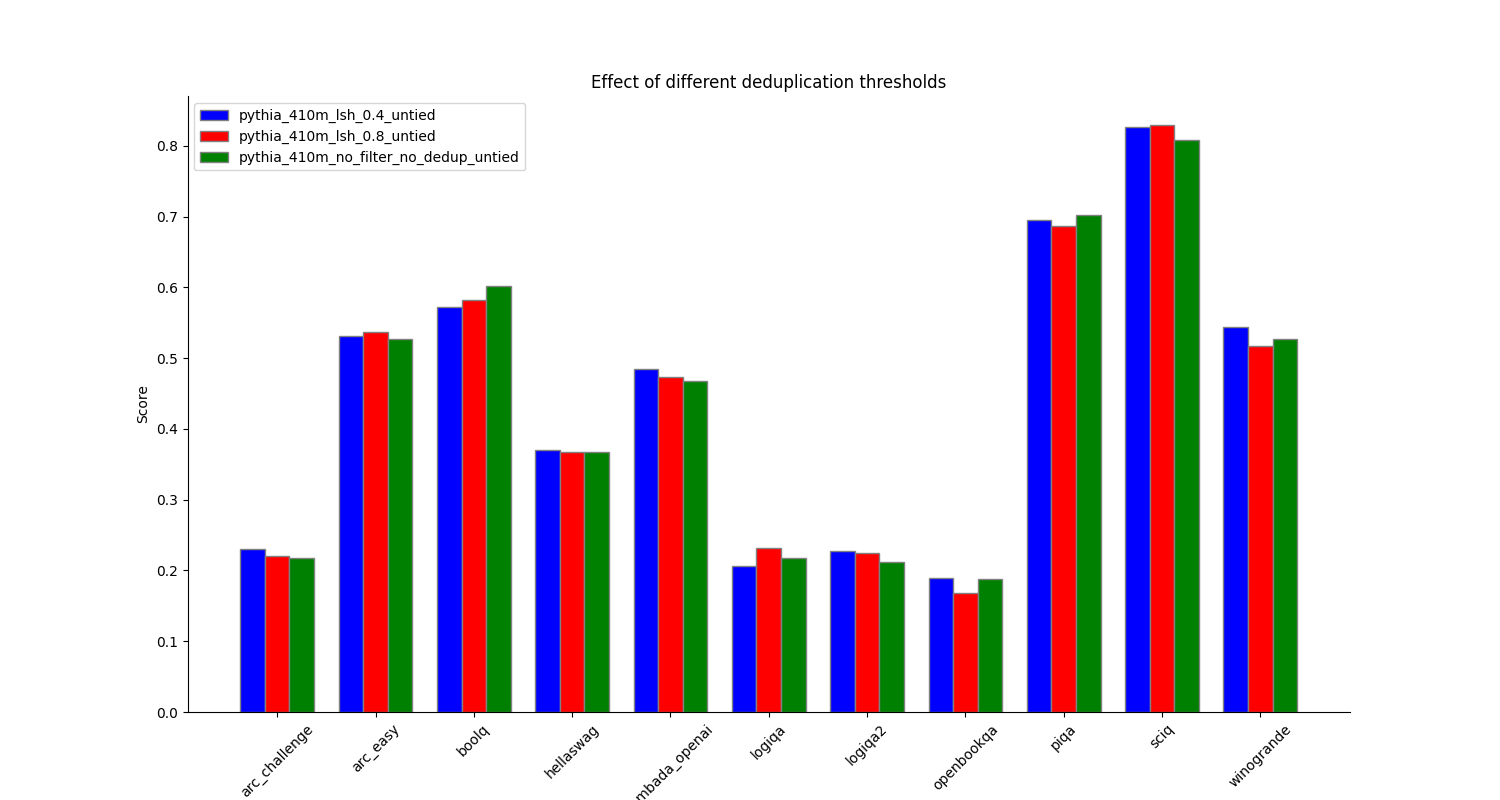 Effect of different deduplication thresholds
pythia_410m_lsh_0.4_untied
pythia_410m_lsh_0.8_untied
pythia_410m_no_filter_no_dedup_untied
Score
0.8
0.7
0.6
0.5
0.4
0.3
0.2
0.1
0.0
arc_challenge
arc_easy
boolq
hellaswag
mbada_openai
logiqa
logiqa2
openbookqa
piqa
sciq
winogrande